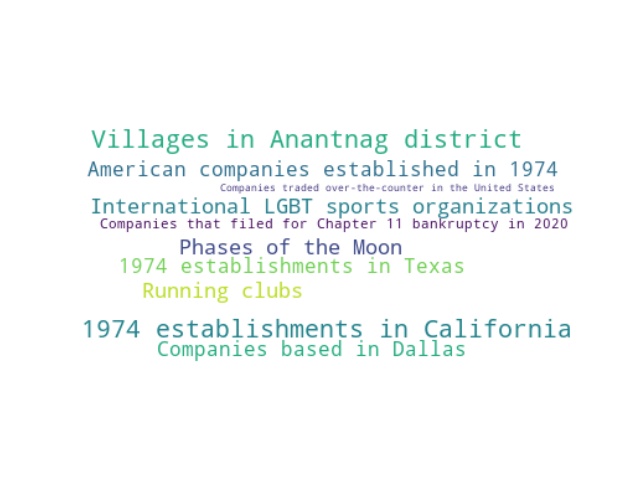 Villages in Anantnag district
American companies established in 1974
Companies traded over-the-counter in the United States
International LGBT sports organizations
Companies that filed for Chapter 11 bankruptcy in 2020
Phases of the Moon
1974 establishments in Texas
Running clubs
1974 establishments in California
Companies based in Dallas